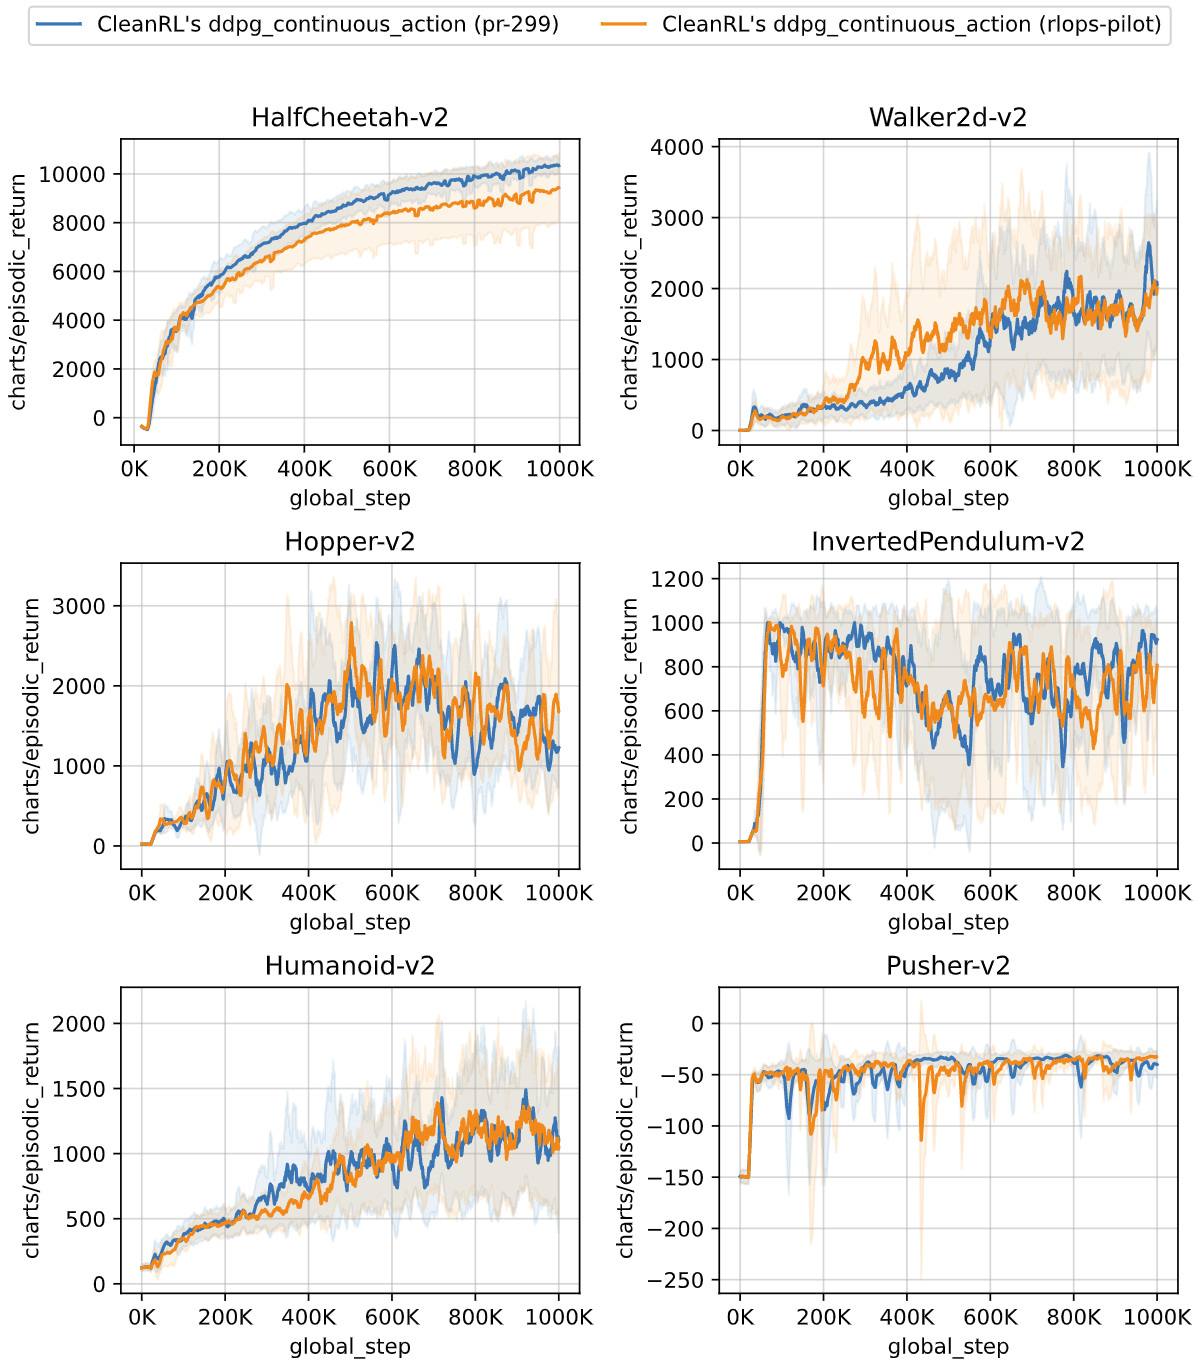 CleanRL's ddpg_continuous_action (pr-299) CleanRL's ddpg_continuous_action (rlops-pilot)
HalfCheetah-v2
charts/episodic_return
10000
8000
6000
4000
2000
0
0K 200K 400K 600K 800K 1000K
global_step
Walker2d-v2
charts/episodic_return
4000
3000
2000
1000
0
0K 200K 400K 600K 800K 1000K
global_step
Hopper-v2
charts/episodic_return
3000
2000
1000
0
0K 200K 400K 600K 800K 1000K
global_step
InvertedPendulum-v2
charts/episodic_return
1200
1000
800
600
400
200
0
0K 200K 400K 600K 800K 1000K
global_step
Humanoid-v2
charts/episodic_return
2000
1500
1000
500
0
0K 200K 400K 600K 800K 1000K
global_step
Pusher-v2
charts/episodic_return
0
−50
−100
−150
−200
−250
0K 200K 400K 600K 800K 1000K
global_step